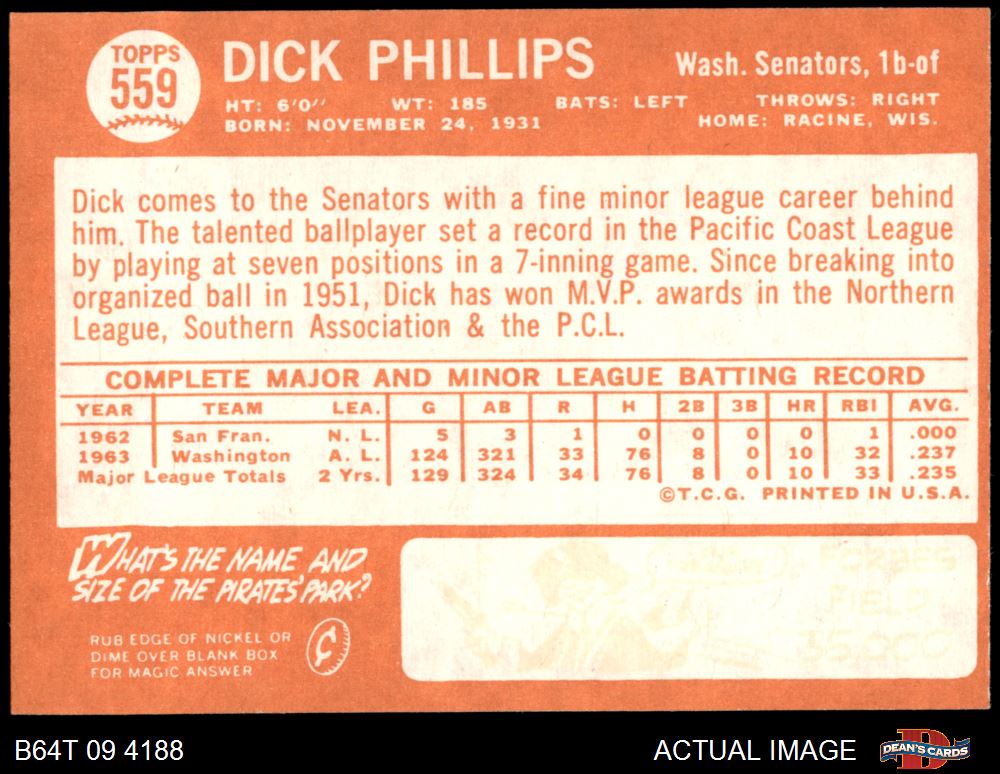 TOPPS
559
DICK PHILLIPS
Wash. Senators, 1b-of
HT: 6'0" WT: 185 BATS: LEFT THROWS: RIGHT
BORN: NOVEMBER 24, 1931 HOME: RACINE, WIS.
Dick comes to the Senators with a fine minor league career behind
him. The talented ballplayer set a record in the Pacific Coast League
by playing at seven positions in a 7-inning game. Since breaking into
organized ball in 1951, Dick has won M.V.P. awards in the Northern
League, Southern Association & the P.C.L.
COMPLETE MAJOR AND MINOR LEAGUE BATTING RECORD
YEAR TEAM LEA. G AB R H 2B 3B HR RBI AVG.
1962 San Fran. N. L. 5 3 1 0 0 0 0 1 .000
1963 Washington A. L. 124 321 33 76 8 0 10 32 .237
Major League Totals 2 Yrs. 129 324 34 76 8 0 10 33 .235
©T.C.G. PRINTED IN U.S.A.
WHAT'S THE NAME AND
SIZE OF THE PIRATES' PARK?
RUB EDGE OF NICKEL OR
DIME OVER BLANK BOX
FOR MAGIC ANSWER
¢
FORBES
FIELD
35,000
B64T 09 4188
ACTUAL IMAGE
DEAN'S CARDS